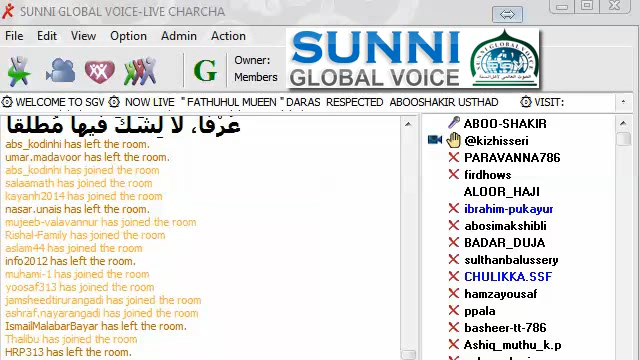 SUNNI GLOBAL VOICE-LIVE CHARCHA
File Edit View Option Admin Action
G Owner:
Members
SUNNI
GLOBAL VOICE
WELCOME TO SGV NOW LIVE " FATHUHUL MUEEN " DARAS RESPECTED ABOOSHAKIR USTHAD VISIT:
عُرْفًا، لَا لِشَكٍّ فِيهَا مُطْلَقًا
abs_kodinhi has left the room.
umar.madavoor has left the room.
abs_kodinhi has joined the room
salaamath has joined the room
kayanh2014 has joined the room
nasar.unais has left the room.
mujeeb-valavannur has joined the room
Rishal-Family has joined the room
aslam44 has joined the room
info2012 has left the room.
muhami-1 has joined the room
yoosaf313 has joined the room
jamsheedtirurangadi has joined the room
ashraf.nayarangadi has joined the room
IsmailMalabarBayar has left the room.
Thalibu has joined the room
HRP313 has left the room.
ABOO-SHAKIR
@kizhisseri
PARAVANNA786
firdhows
ALOOR_HAJI
ibrahim-pukayur
abosimakshibli
BADAR_DUJA
sulthanbalussery
CHULIKKA.SSF
hamzayousaf
ppala
basheer-tt-786
Ashiq_muthu_k.p